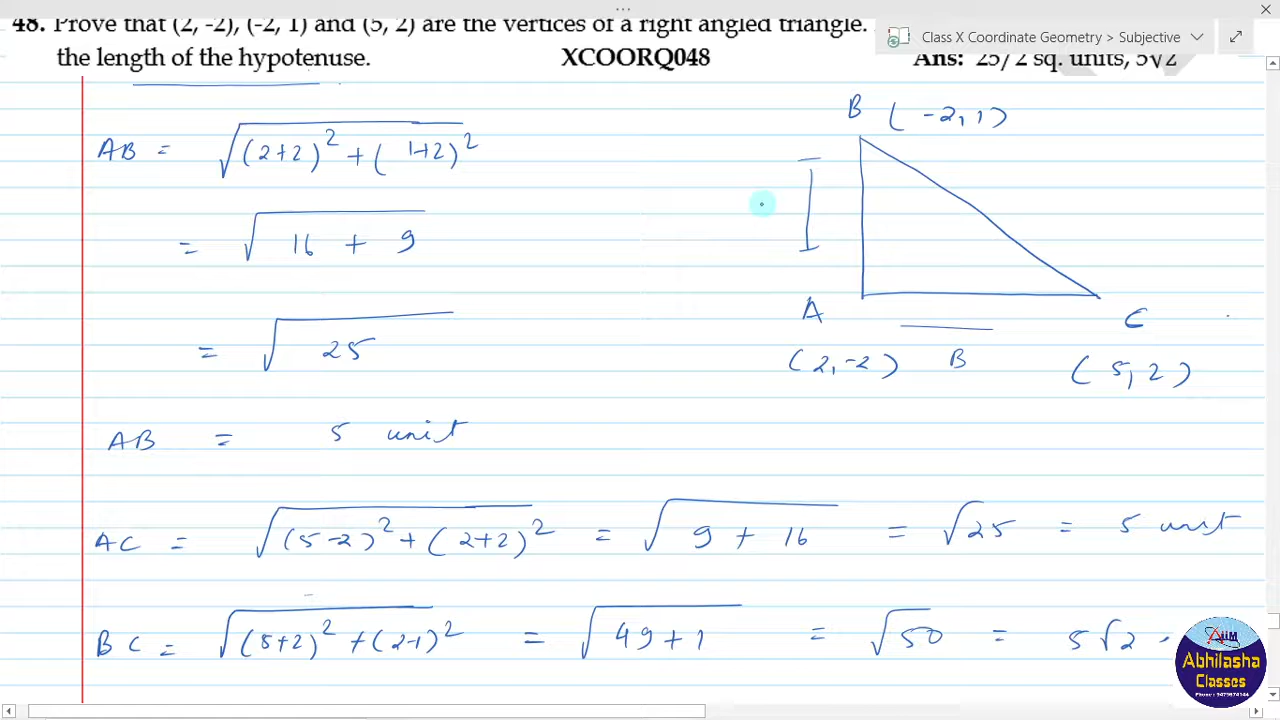 48. Prove that (2, -2), (-2, 1) and (5, 2) are the vertices of a right angled triangle.
the length of the hypotenuse. XCOORQ048 Ans: 25/2 sq. units, 5√2
Class X Coordinate Geometry > Subjective
B (-2, 1)
AB = √(2+2)² + (1+2)²
= √16 + 9
= √25
A
C
(2, -2) B (5, 2)
AB = 5 unit
AC = √(5-2)² + (2+2)² = √9 + 16 = √25 = 5 unit
BC = √(5+2)² + (2-1)² = √49+1 = √50 = 5√2
AIIM
Abhilasha
Classes